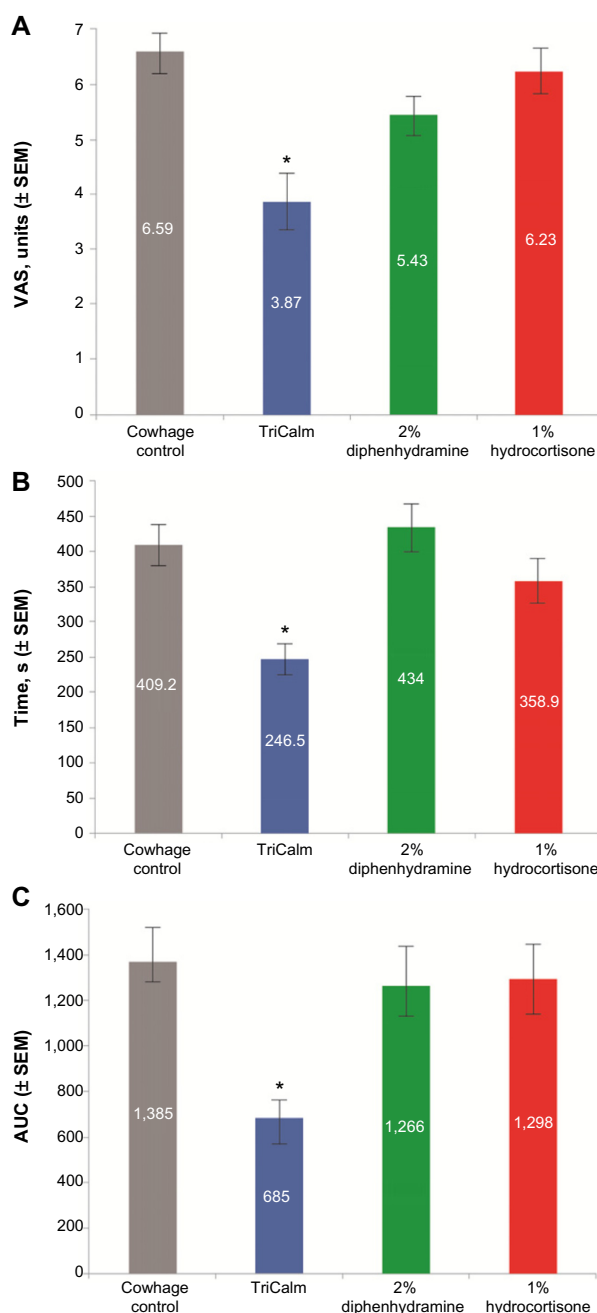 A
VAS, units (± SEM)
7
6
5
4
3
2
1
0
*
6.59
3.87
5.43
6.23
Cowhage control
TriCalm
2% diphenhydramine
1% hydrocortisone
B
Time, s (± SEM)
500
450
400
350
300
250
200
150
100
50
0
*
409.2
246.5
434
358.9
Cowhage control
TriCalm
2% diphenhydramine
1% hydrocortisone
C
AUC (± SEM)
1,600
1,400
1,200
1,000
800
600
400
200
0
*
1,385
685
1,266
1,298
Cowhage control
TriCalm
2% diphenhydramine
1% hydrocortisone